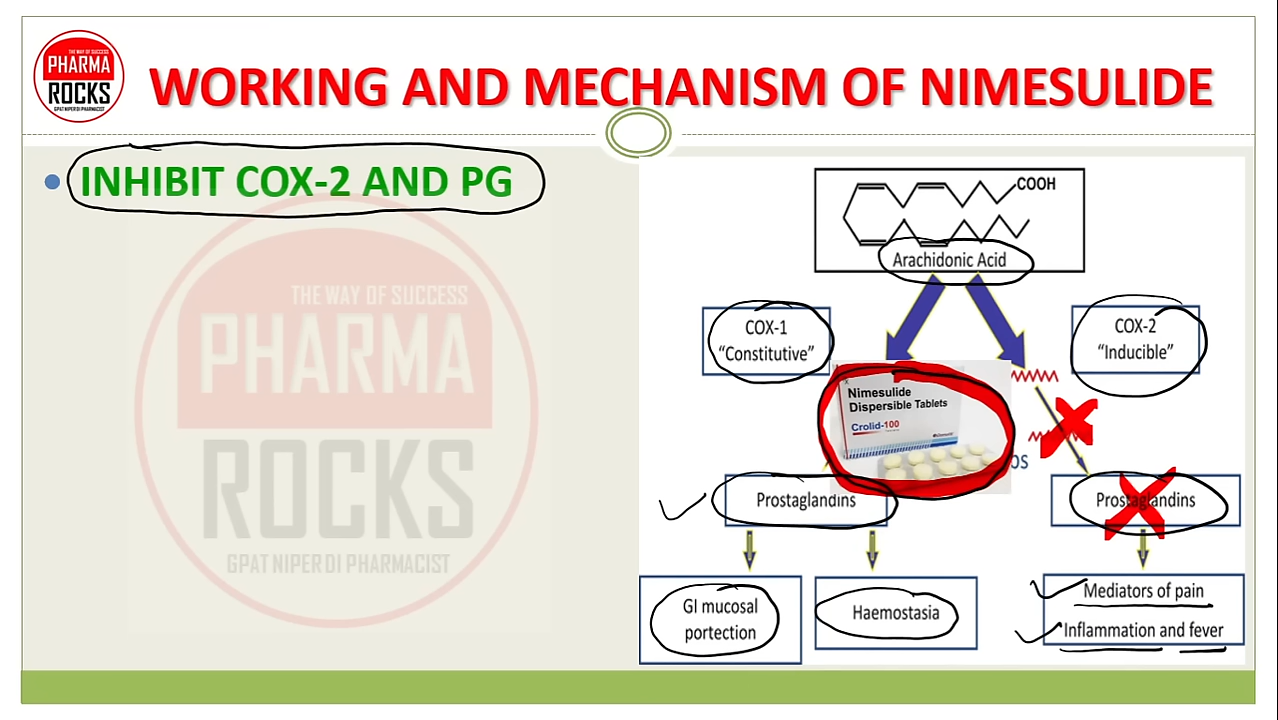 THE WAY OF SUCCESS
PHARMA
ROCKS
GPAT NIPER DI PHARMACIST
WORKING AND MECHANISM OF NIMESULIDE
• INHIBIT COX-2 AND PG
THE WAY OF SUCCESS
PHARMA
ROCKS
GPAT NIPER DI PHARMACIST
COOH
Arachidonic Acid
COX-1
“Constitutive”
COX-2
“Inducible”
Nimesulide
Dispersible Tablets
Crolid-100
Prostaglandins
Prostaglandins
GI mucosal
portection
Haemostasia
Mediators of pain
Inflammation and fever